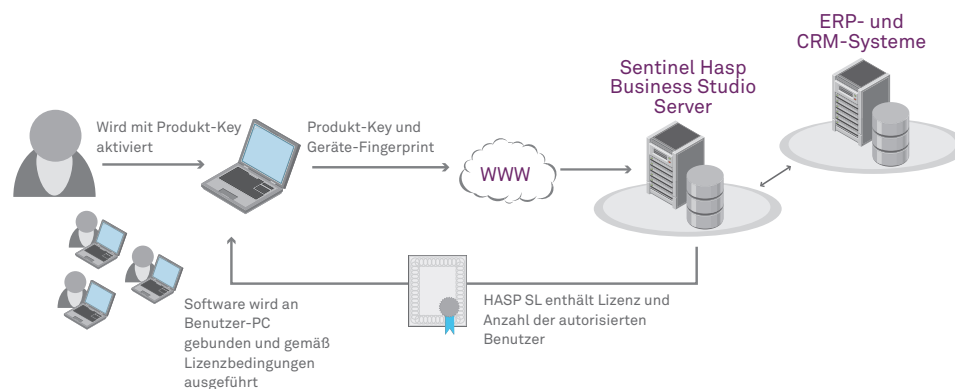 ERP- und
CRM-Systeme
Sentinel Hasp
Business Studio
Server
Wird mit Produkt-Key
aktiviert
Produkt-Key und
Geräte-Fingerprint
WWW
Software wird an
Benutzer-PC
gebunden und gemäß
Lizenzbedingungen
ausgeführt
HASP SL enthält Lizenz und
Anzahl der autorisierten
Benutzer